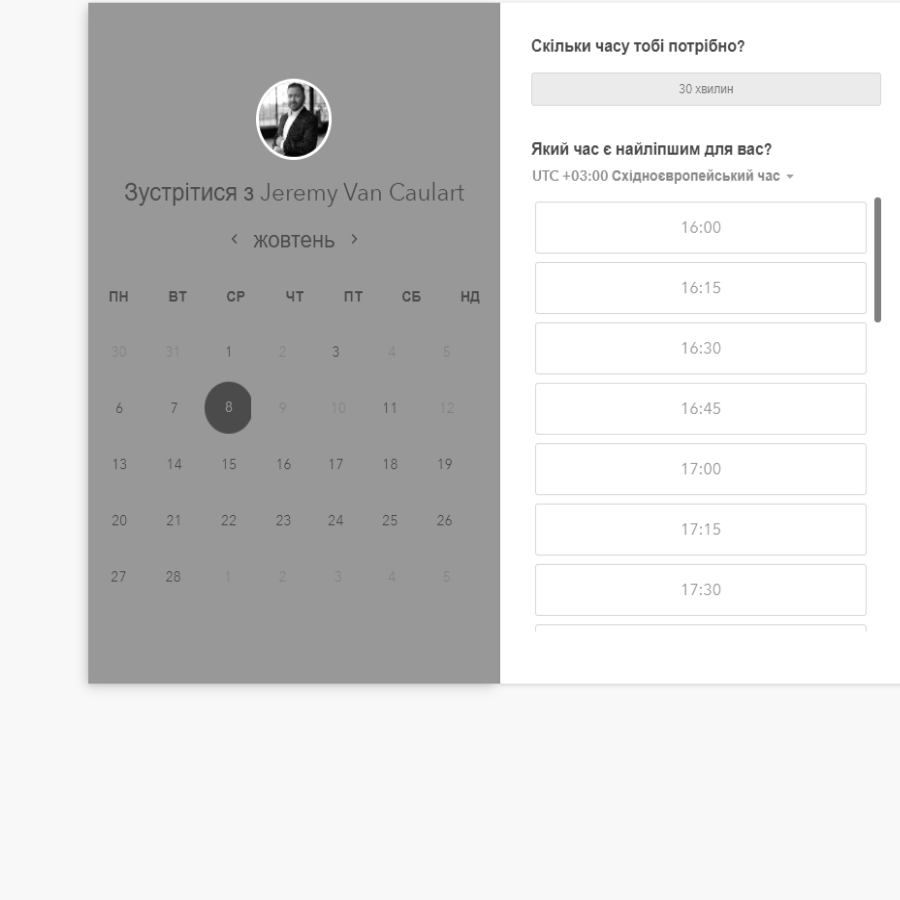 Зустрітися з Jeremy Van Caulart
жовтень
ПН ВТ СР ЧТ ПТ СБ НД
30 31 1 2 3 4 5
6 7 8 9 10 11 12
13 14 15 16 17 18 19
20 21 22 23 24 25 26
27 28 1 2 3 4 5
Скільки часу тобі потрібно?
30 хвилин
Який час є найліпшим для вас?
UTC +03:00 Східноєвропейський час
16:00
16:15
16:30
16:45
17:00
17:15
17:30